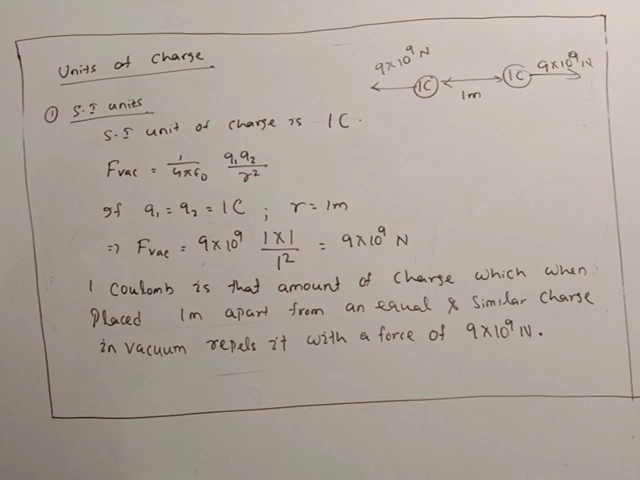 Units of Charge
9×10⁹ N
1C
1C
9×10⁹ N
1m
① S.I units
S.I unit of charge is 1C.
Fvac = 1/4πε₀ q₁q₂/r²
If q₁ = q₂ = 1C ; r = 1m
⇒ Fvac = 9×10⁹ 1×1/1² = 9×10⁹ N
1 Coulomb is that amount of charge which when
Placed 1m apart from an equal & similar charge
in vacuum repels it with a force of 9×10⁹ N.